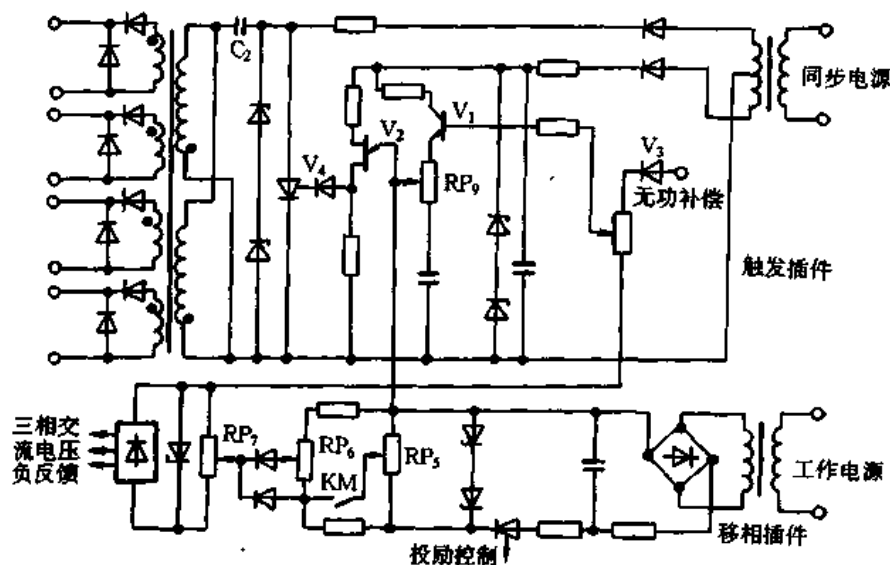 C₂
同步电源
V₁
V₂
V₃
V₄
RP₉
无功补偿
触发插件
三相交
流电压
负反馈
RP₇
RP₆
KM
RP₅
工作电源
移相插件
投励控制